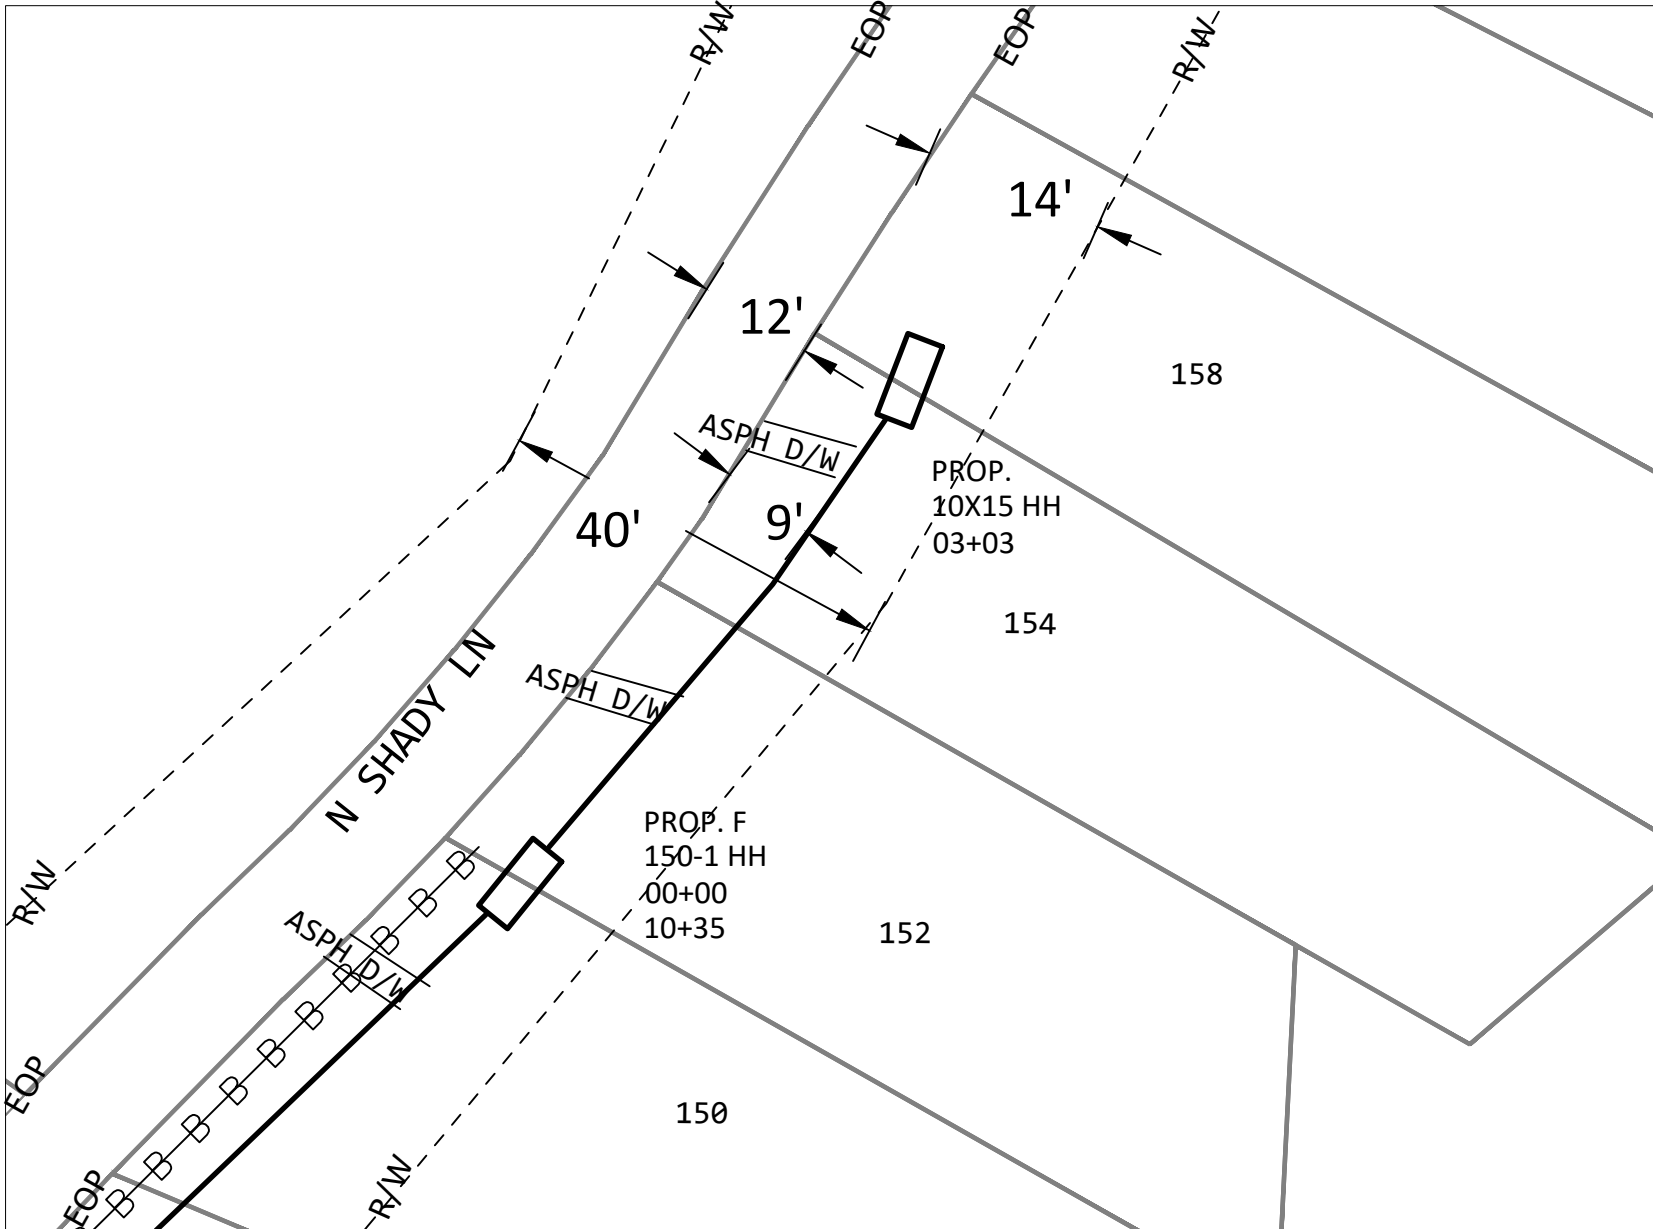 R/W
EOP
EOP
R/W
14'
12'
158
ASPH D/W
PROP.
10X15 HH
03+03
9'
40'
154
N SHADY LN
ASPH D/W
PROP. F
150-1 HH
00+00
10+35
152
R/W
B
B
B
B
B
B
B
B
B
B
ASPH D/W
EOP
150
EOP
R/W